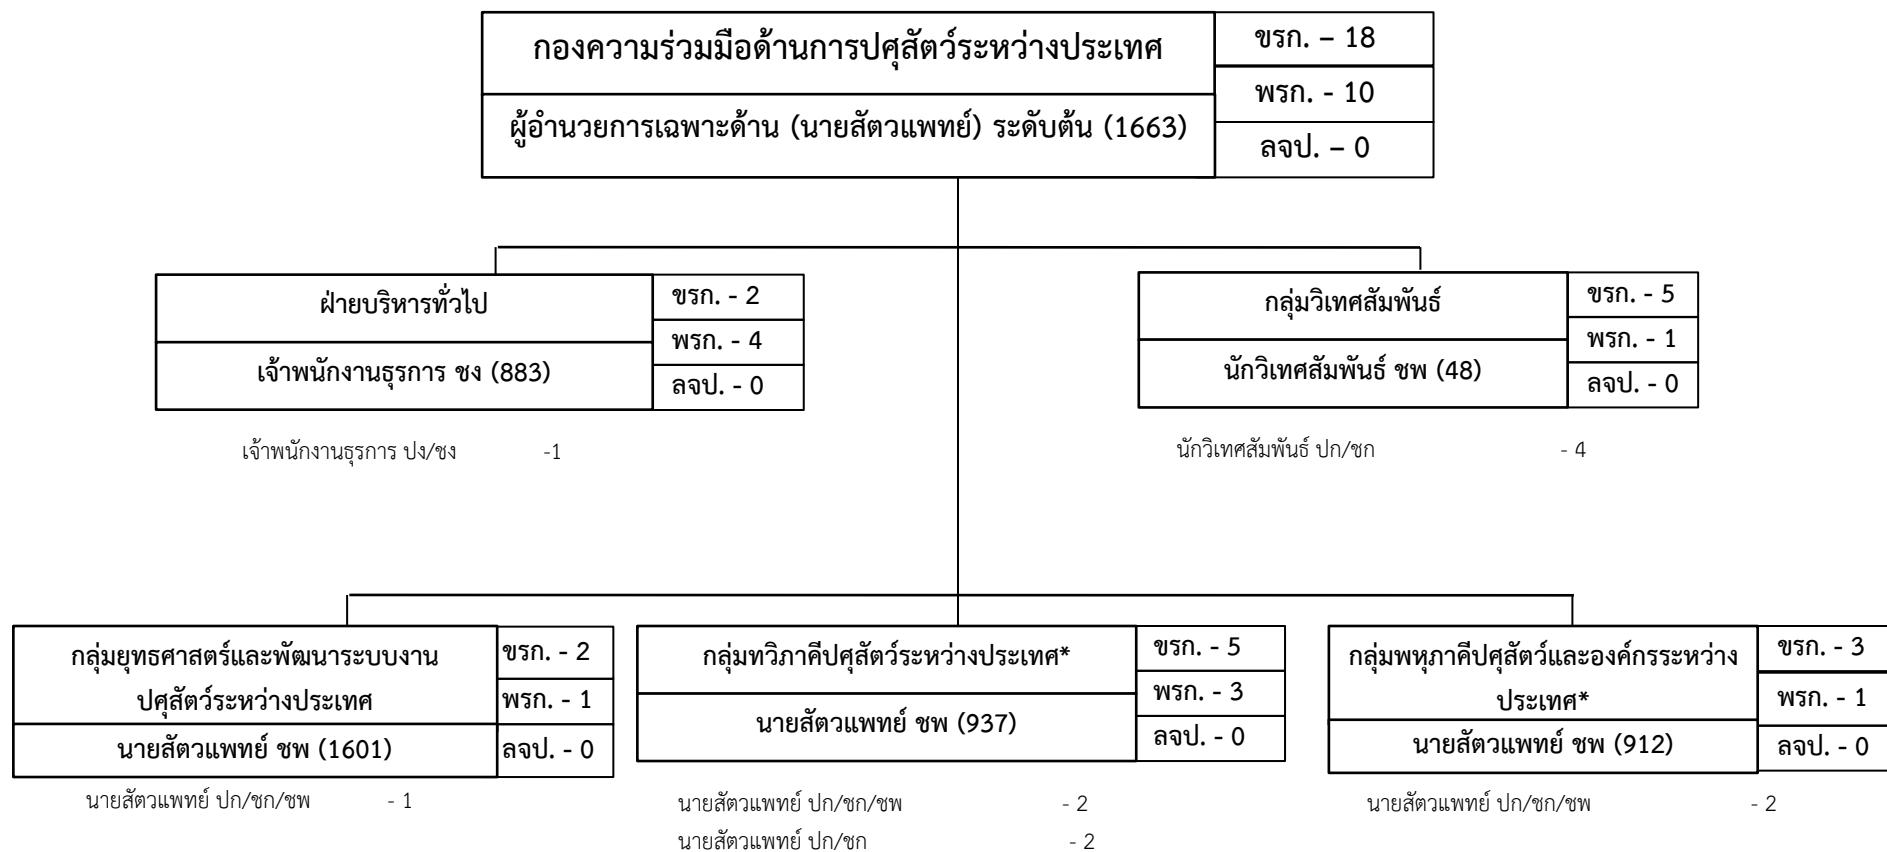 กองความร่วมมือด้านการปศุสัตว์ระหว่างประเทศ
ขรก. – 18
ผู้อำนวยการเฉพาะด้าน (นายสัตวแพทย์) ระดับต้น (1663)
พรก. - 10
ลจป. – 0
ฝ่ายบริหารทั่วไป
ขรก. - 2
เจ้าพนักงานธุรการ ชง (883)
พรก. - 4
ลจป. - 0
เจ้าพนักงานธุรการ ปง/ชง -1
กลุ่มวิเทศสัมพันธ์
ขรก. - 5
นักวิเทศสัมพันธ์ ชพ (48)
พรก. - 1
ลจป. - 0
นักวิเทศสัมพันธ์ ปก/ชก - 4
กลุ่มยุทธศาสตร์และพัฒนาระบบงาน
ปศุสัตว์ระหว่างประเทศ
ขรก. - 2
พรก. - 1
นายสัตวแพทย์ ชพ (1601)
ลจป. - 0
นายสัตวแพทย์ ปก/ชก/ชพ - 1
กลุ่มทวิภาคีปศุสัตว์ระหว่างประเทศ*
ขรก. - 5
พรก. - 3
นายสัตวแพทย์ ชพ (937)
ลจป. - 0
นายสัตวแพทย์ ปก/ชก/ชพ - 2
นายสัตวแพทย์ ปก/ชก - 2
กลุ่มพหุภาคีปศุสัตว์และองค์กรระหว่าง
ประเทศ*
ขรก. - 3
พรก. - 1
นายสัตวแพทย์ ชพ (912)
ลจป. - 0
นายสัตวแพทย์ ปก/ชก/ชพ - 2